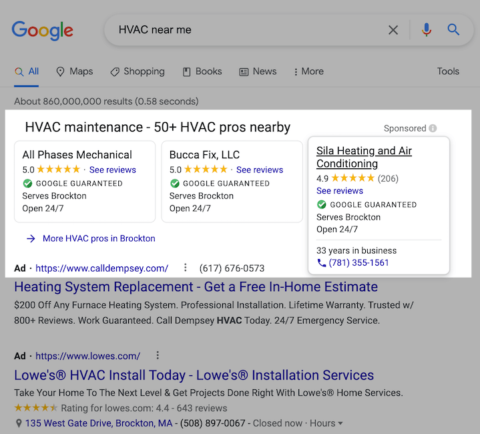 Google
HVAC near me
All Maps Shopping Books News More Tools
About 860,000,000 results (0.58 seconds)
HVAC maintenance - 50+ HVAC pros nearby
Sponsored
All Phases Mechanical
5.0 · See reviews
GOOGLE GUARANTEED
Serves Brockton
Open 24/7
Bucca Fix, LLC
5.0 · See reviews
GOOGLE GUARANTEED
Serves Brockton
Open 24/7
Sila Heating and Air
Conditioning
4.9 (206)
See reviews
GOOGLE GUARANTEED
Serves Brockton
Open 24/7
33 years in business
(781) 355-1561
More HVAC pros in Brockton
Ad · https://www.calldempsey.com/ (617) 676-0573
Heating System Replacement - Get a Free In-Home Estimate
$200 Off Any Furnace Heating System. Professional Installation. Lifetime Warranty. Trusted w/
800+ Reviews. Work Guaranteed. Call Dempsey HVAC Today. 24/7 Emergency Service.
Ad · https://www.lowes.com/
Lowe's® HVAC Install Today - Lowe's® Installation Services
Take Your Home To The Next Level & Get Projects Done Right With Lowe's® Home Services.
Rating for lowes.com: 4.4 - 643 reviews
135 West Gate Drive, Brockton, MA - (508) 897-0067 - Closed now · Hours